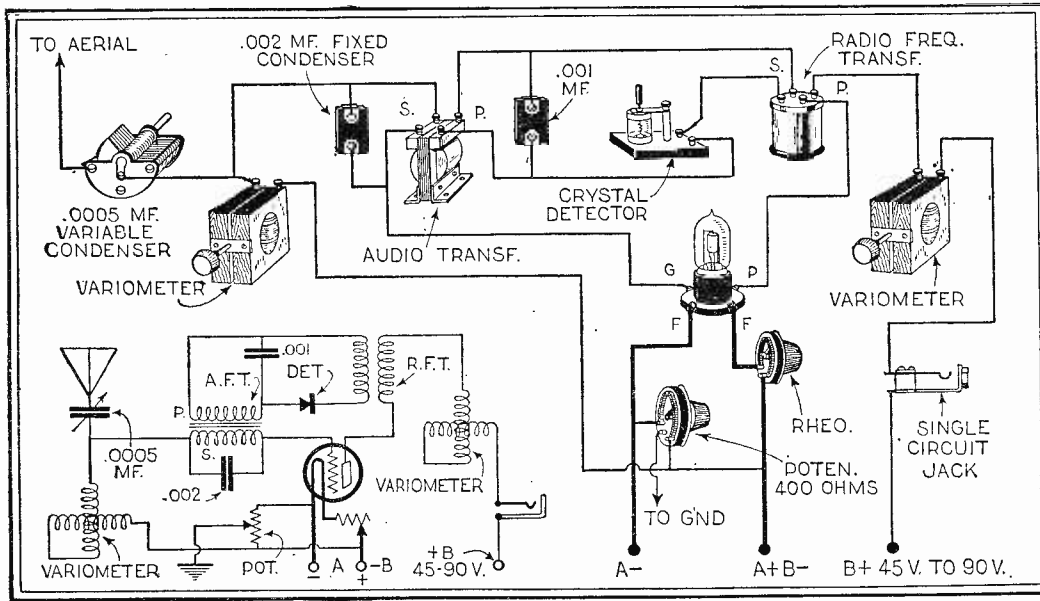 TO AERIAL
.002 MF. FIXED
CONDENSER
S.
P.
.001
MF.
S.
RADIO FREQ.
TRANSF.
P.
.0005 MF.
VARIABLE
CONDENSER
VARIOMETER
AUDIO TRANSF.
CRYSTAL
DETECTOR
G
P
F
F
VARIOMETER
RHEO.
POTEN.
400 OHMS
SINGLE
CIRCUIT
JACK
TO GND
A-
A+B-
B+ 45 V. TO 90 V.
.0005
MF.
P.
A.F.T.
S.
.001
DET.
R.F.T.
.002
VARIOMETER
VARIOMETER
POT.
-
A
+
-B
+B
45-90 V.